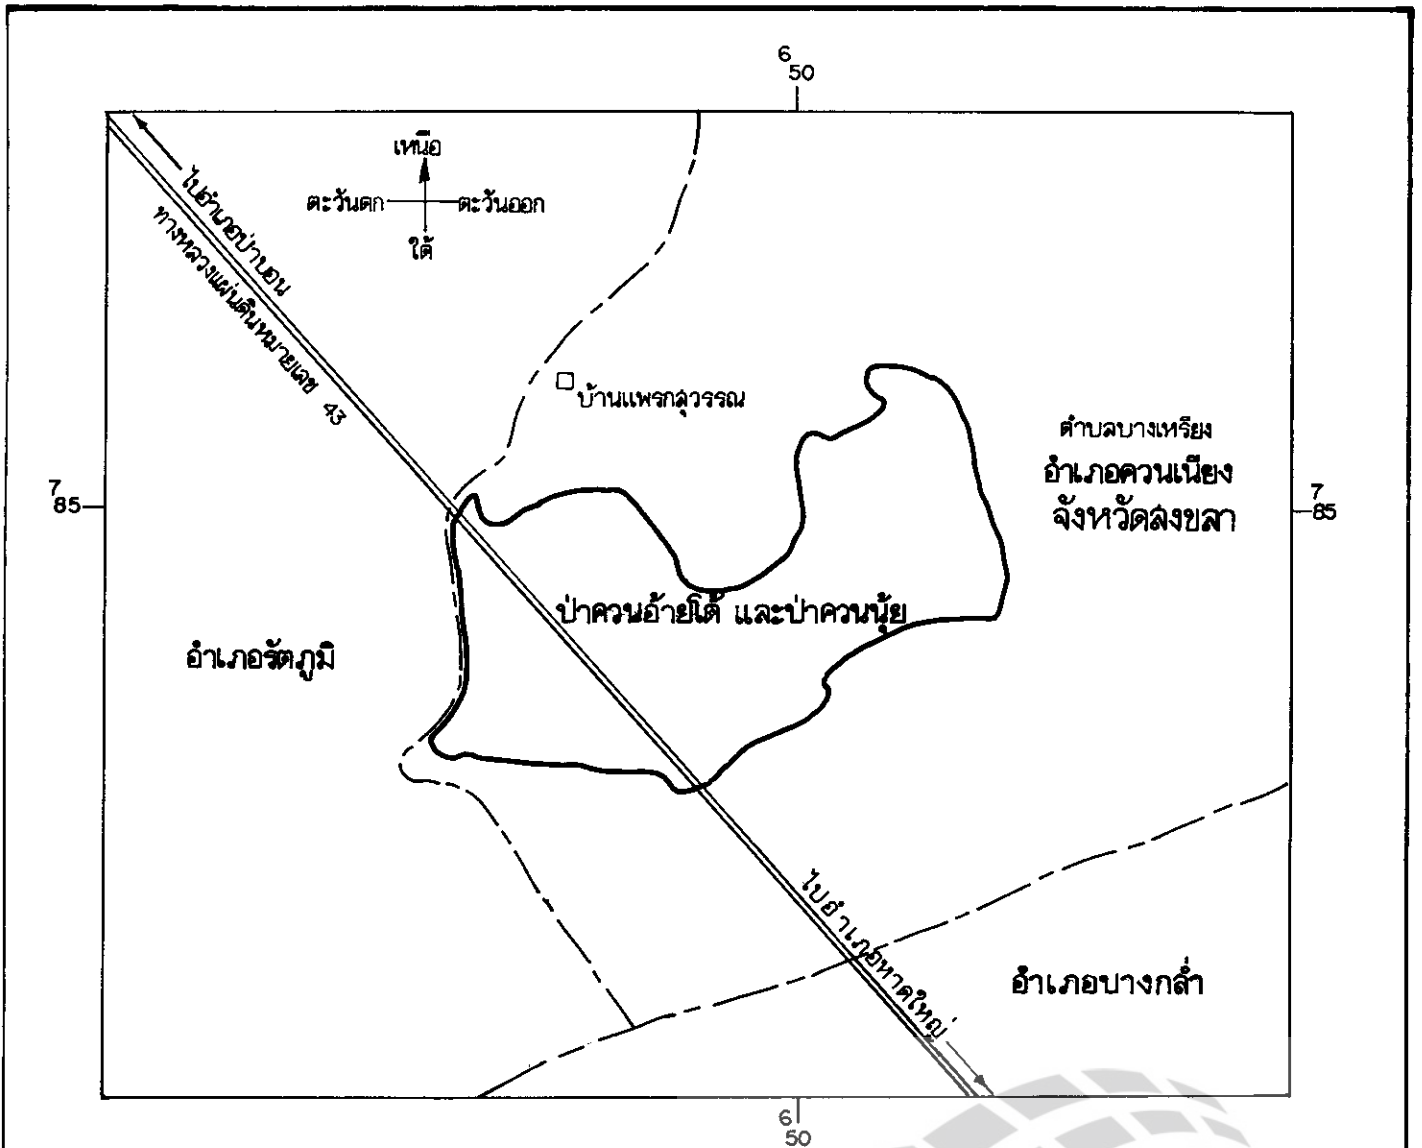 6
50
เหนือ
ตะวันตก ตะวันออก
ใต้
ไปอำเภอป่าบอน
ทางหลวงแผ่นดินหมายเลข 43
บ้านแพรกสุวรรณ
ตำบลบางเหรียง
อำเภอควนเนียง
จังหวัดสงขลา
7
85
7
85
ป่าควนอ้ายโต้ และป่าควนนุ้ย
อำเภอรัตภูมิ
ไปอำเภอหาดใหญ่
อำเภอบางกล่ำ
6
50